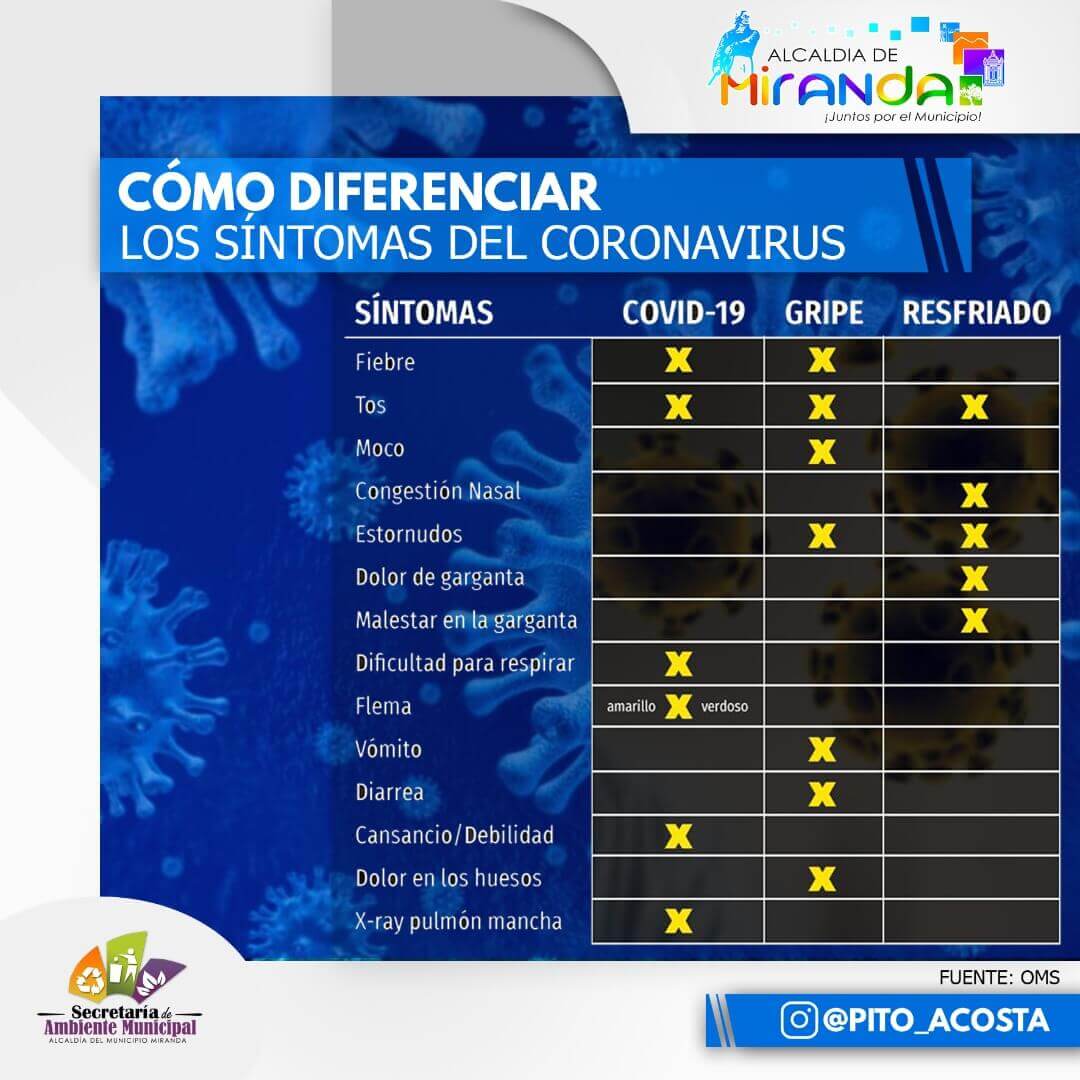 ALCALDIA DE
MiRANDA
¡Juntos por el Municipio!
CÓMO DIFERENCIAR
LOS SÍNTOMAS DEL CORONAVIRUS
SÍNTOMAS COVID-19 GRIPE RESFRIADO
Fiebre X X
Tos X X X
Moco X
Congestión Nasal X
Estornudos X X
Dolor de garganta X
Malestar en la garganta X
Dificultad para respirar X
Flema amarillo X verdoso
Vómito X
Diarrea X
Cansancio/Debilidad X
Dolor en los huesos X
X-ray pulmón mancha X
FUENTE: OMS
Secretaría de
Ambiente Municipal
ALCALDÍA DEL MUNICIPIO MIRANDA
@PITO_ACOSTA